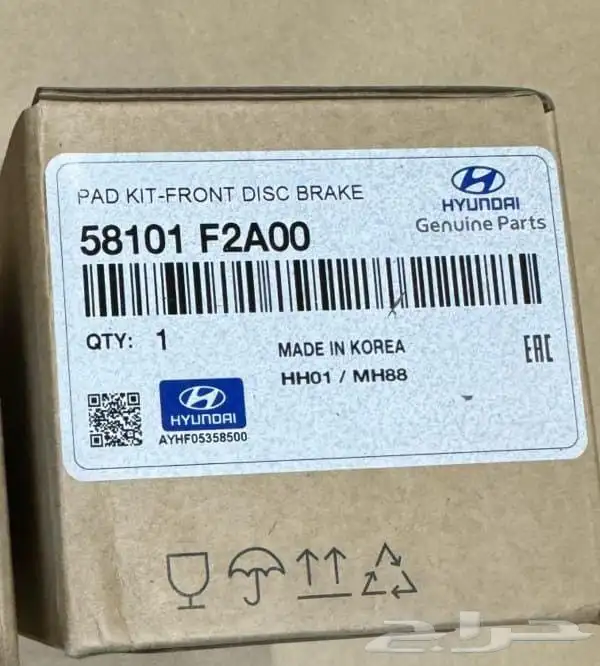 PAD KIT-FRONT DISC BRAKE
58101 F2A00
HYUNDAI
Genuine Parts
QTY: 1
MADE IN KOREA
HH01 / MH88
EAC
HYUNDAI
AYHF05358500
حراج